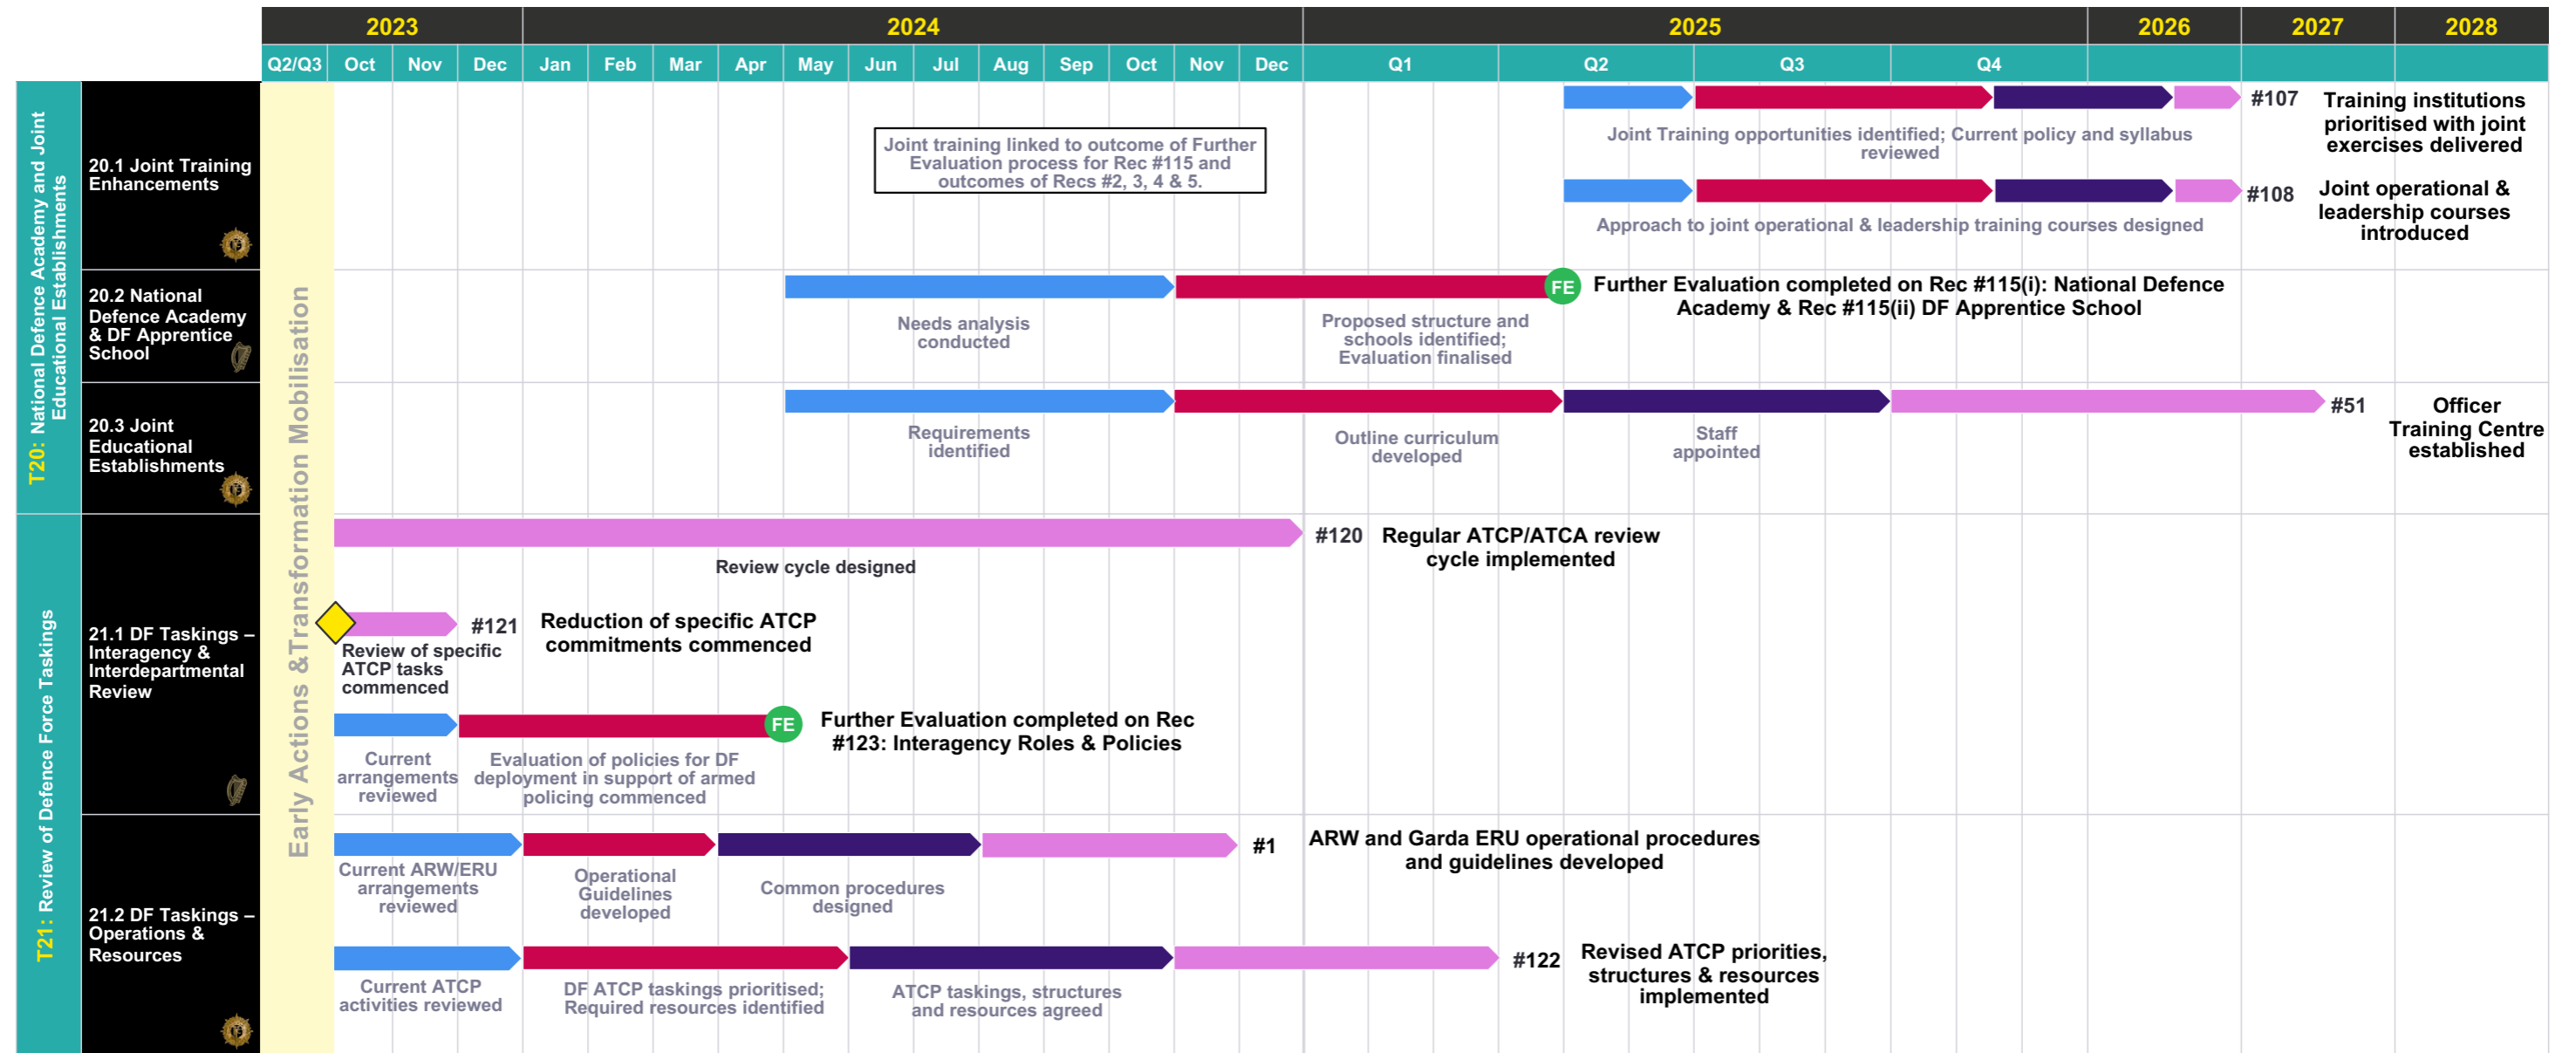 2023 2024 2025 2026 2027 2028
Q2/Q3 Oct Nov Dec Jan Feb Mar Apr May Jun Jul Aug Sep Oct Nov Dec Q1 Q2 Q3 Q4
T20: National Defence Academy and Joint
Educational Establishments
Early Actions &Transformation Mobilisation
20.1 Joint Training
Enhancements
Joint training linked to outcome of Further
Evaluation process for Rec #115 and
outcomes of Recs #2, 3, 4 & 5.
#107
Training institutions
prioritised with joint
exercises delivered
Joint Training opportunities identified; Current policy and syllabus
reviewed
#108
Joint operational &
leadership courses
introduced
Approach to joint operational & leadership training courses designed
20.2 National
Defence Academy
& DF Apprentice
School
Needs analysis
conducted
Proposed structure and
schools identified;
Evaluation finalised
FE
Further Evaluation completed on Rec #115(i): National Defence
Academy & Rec #115(ii) DF Apprentice School
20.3 Joint
Educational
Establishments
Requirements
identified
Outline curriculum
developed
Staff
appointed
#51
Officer
Training Centre
established
T21: Review of Defence Force Taskings
21.1 DF Taskings –
Interagency &
Interdepartmental
Review
Review cycle designed
#120
Regular ATCP/ATCA review
cycle implemented
#121
Reduction of specific ATCP
commitments commenced
Review of specific
ATCP tasks
commenced
FE
Further Evaluation completed on Rec
#123: Interagency Roles & Policies
Current
arrangements
reviewed
Evaluation of policies for DF
deployment in support of armed
policing commenced
21.2 DF Taskings –
Operations &
Resources
#1
ARW and Garda ERU operational procedures
and guidelines developed
Current ARW/ERU
arrangements
reviewed
Operational
Guidelines
developed
Common procedures
designed
#122
Revised ATCP priorities,
structures & resources
implemented
Current ATCP
activities reviewed
DF ATCP taskings prioritised;
Required resources identified
ATCP taskings, structures
and resources agreed